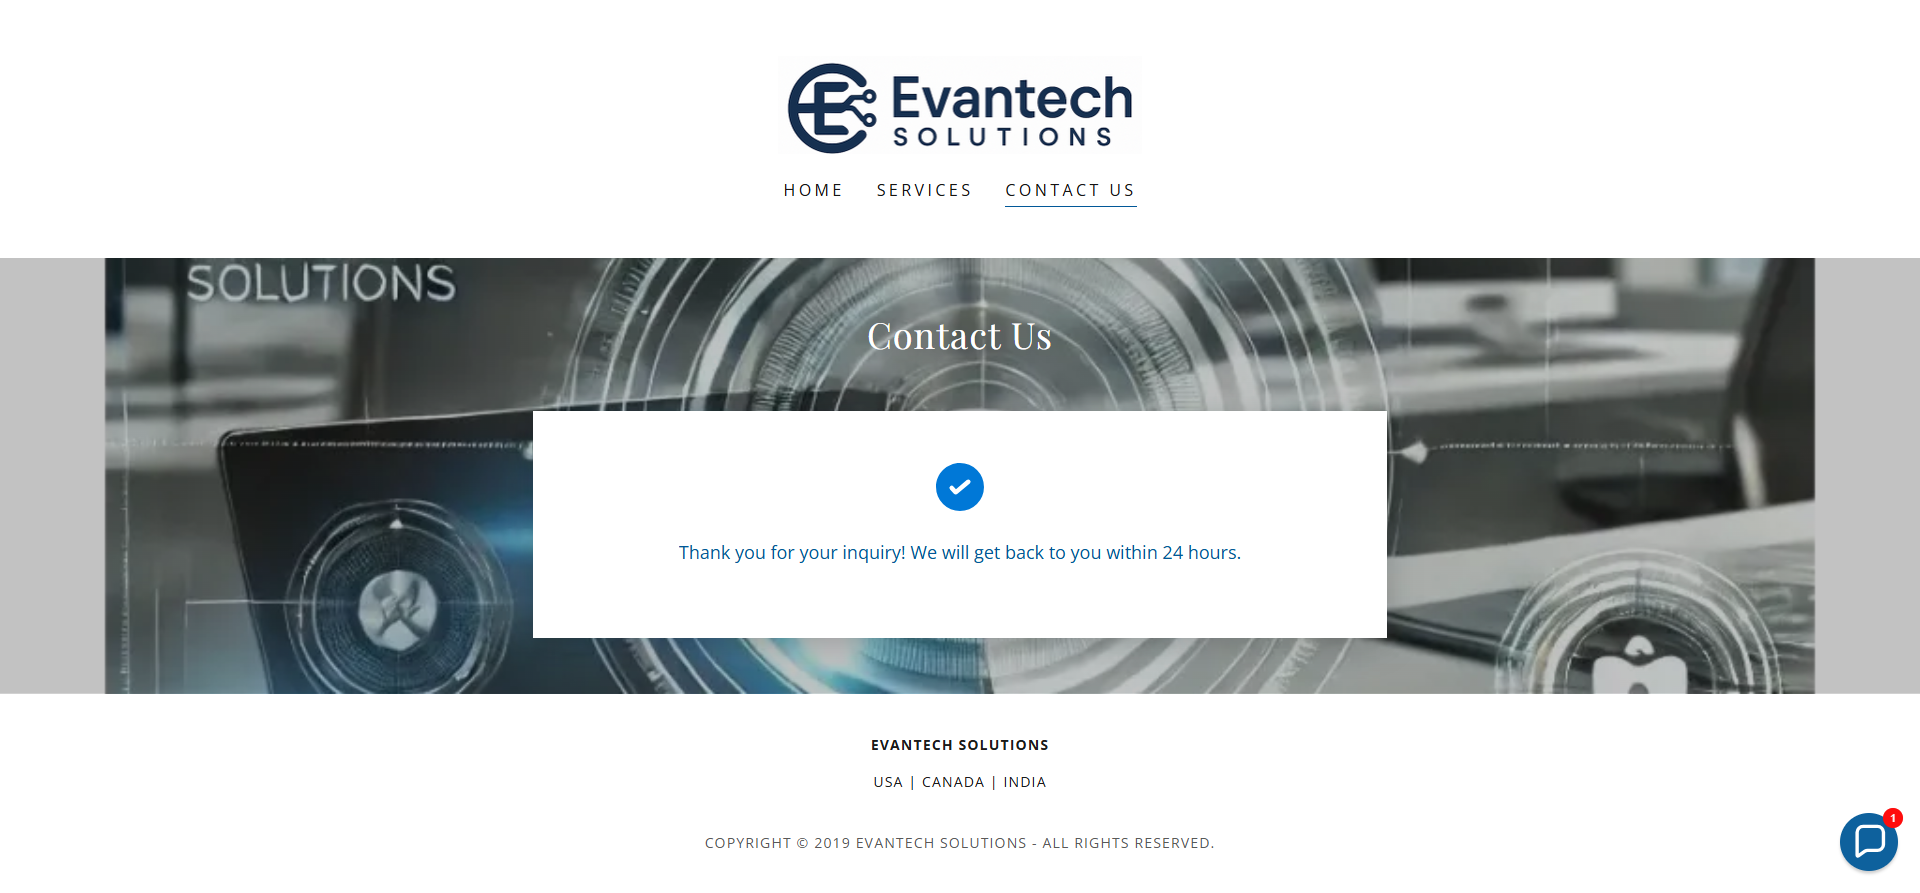 Evantech
SOLUTIONS
HOME SERVICES CONTACT US
SOLUTIONS
Contact Us
Thank you for your inquiry! We will get back to you within 24 hours.
EVANTECH SOLUTIONS
USA | CANADA | INDIA
COPYRIGHT © 2019 EVANTECH SOLUTIONS - ALL RIGHTS RESERVED.
1